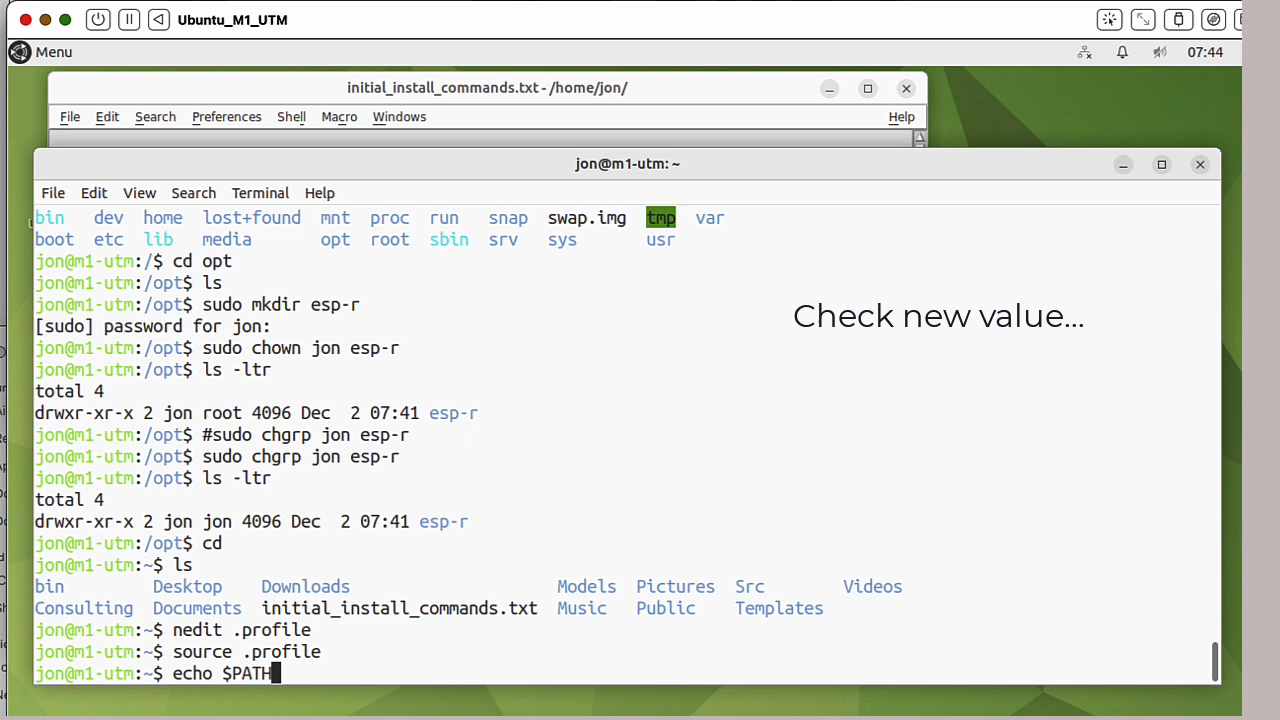 Ubuntu_M1_UTM
Menu
07:44
initial_install_commands.txt - /home/jon/
File Edit Search Preferences Shell Macro Windows Help
jon@m1-utm: ~
File Edit View Search Terminal Help
bin dev home lost+found mnt proc run snap swap.img tmp var
boot etc lib media opt root sbin srv sys usr
jon@m1-utm:/$ cd opt
jon@m1-utm:/opt$ ls
jon@m1-utm:/opt$ sudo mkdir esp-r
[sudo] password for jon:
jon@m1-utm:/opt$ sudo chown jon esp-r
jon@m1-utm:/opt$ ls -ltr
total 4
drwxr-xr-x 2 jon root 4096 Dec  2 07:41 esp-r
jon@m1-utm:/opt$ #sudo chgrp jon esp-r
jon@m1-utm:/opt$ sudo chgrp jon esp-r
jon@m1-utm:/opt$ ls -ltr
total 4
drwxr-xr-x 2 jon jon 4096 Dec  2 07:41 esp-r
jon@m1-utm:/opt$ cd
jon@m1-utm:~$ ls
bin Desktop Downloads Models Pictures Src Videos
Consulting Documents initial_install_commands.txt Music Public Templates
jon@m1-utm:~$ nedit .profile
jon@m1-utm:~$ source .profile
jon@m1-utm:~$ echo $PATH
Check new value...